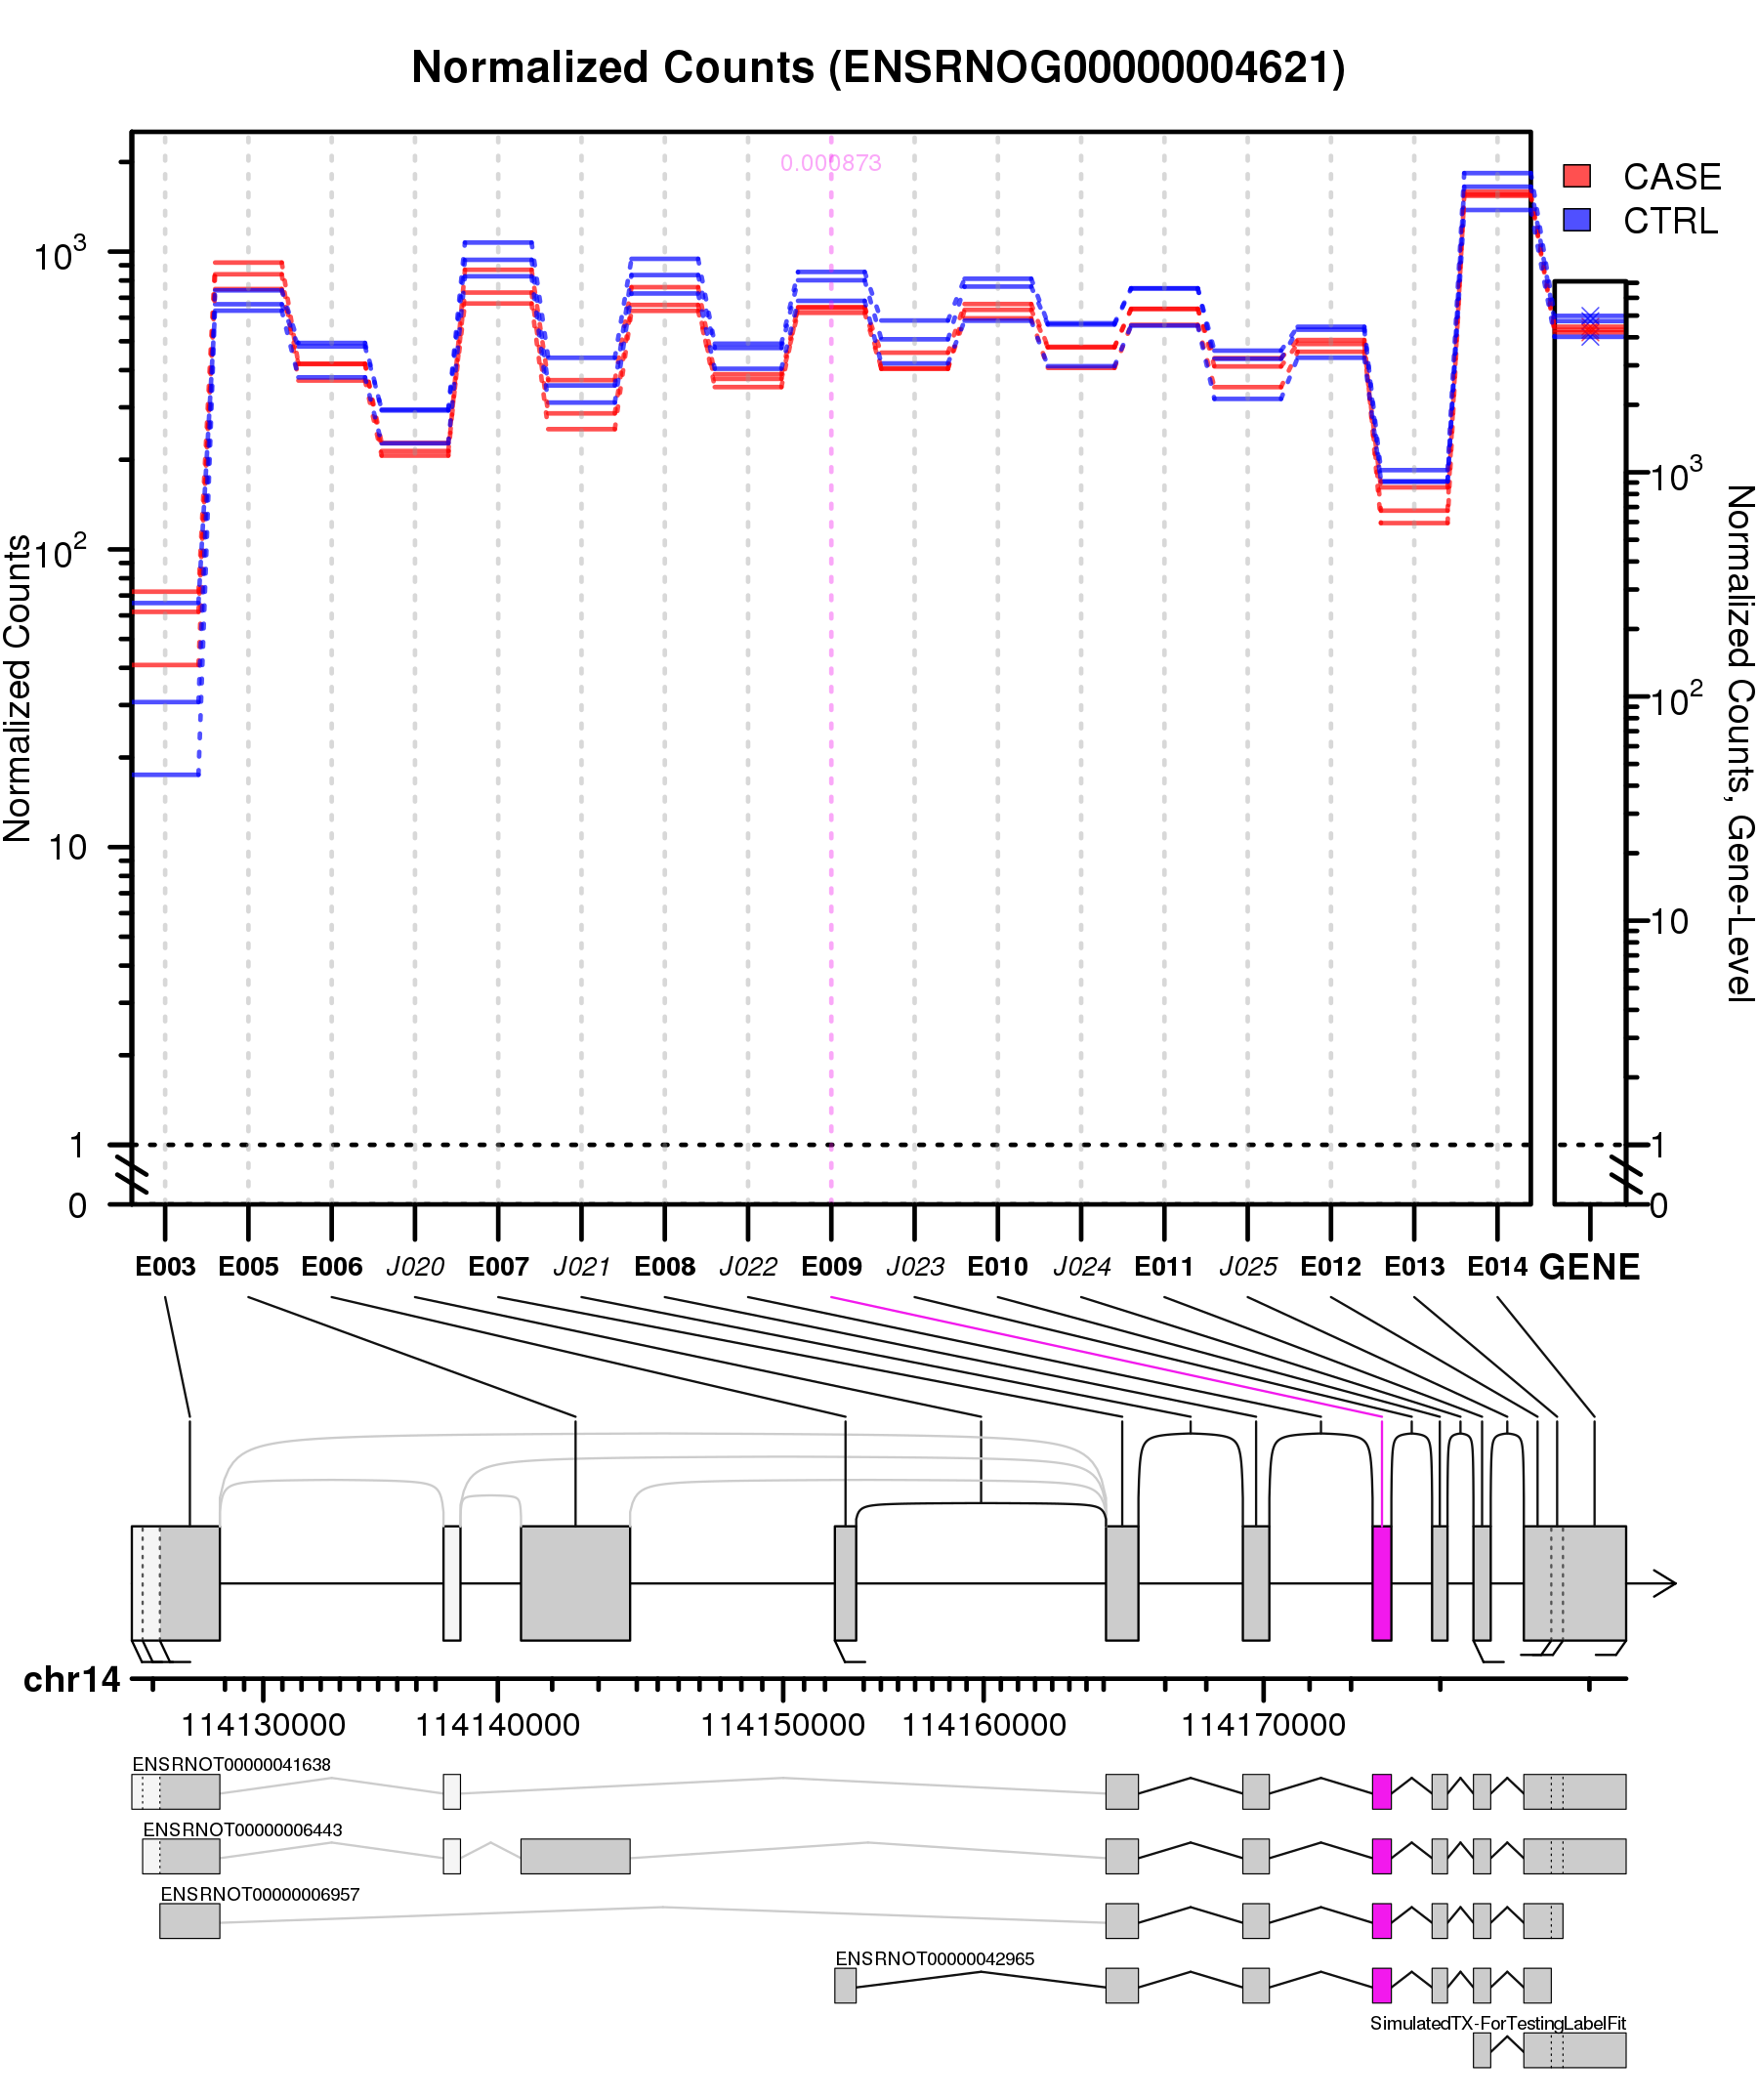 Normalized Counts (ENSRNOG00000004621)
0.000873
CASE
CTRL
10³
10²
10
1
0
Normalized Counts
10³
10²
10
1
0
Normalized Counts, Gene-Level
E003 E005 E006 J020 E007 J021 E008 J022 E009 J023 E010 J024 E011 J025 E012 E013 E014 GENE
chr14
114130000 114140000 114150000 114160000 114170000
ENSRNOT00000041638
ENSRNOT00000006443
ENSRNOT00000006957
ENSRNOT00000042965
SimulatedTX-ForTestingLabelFit